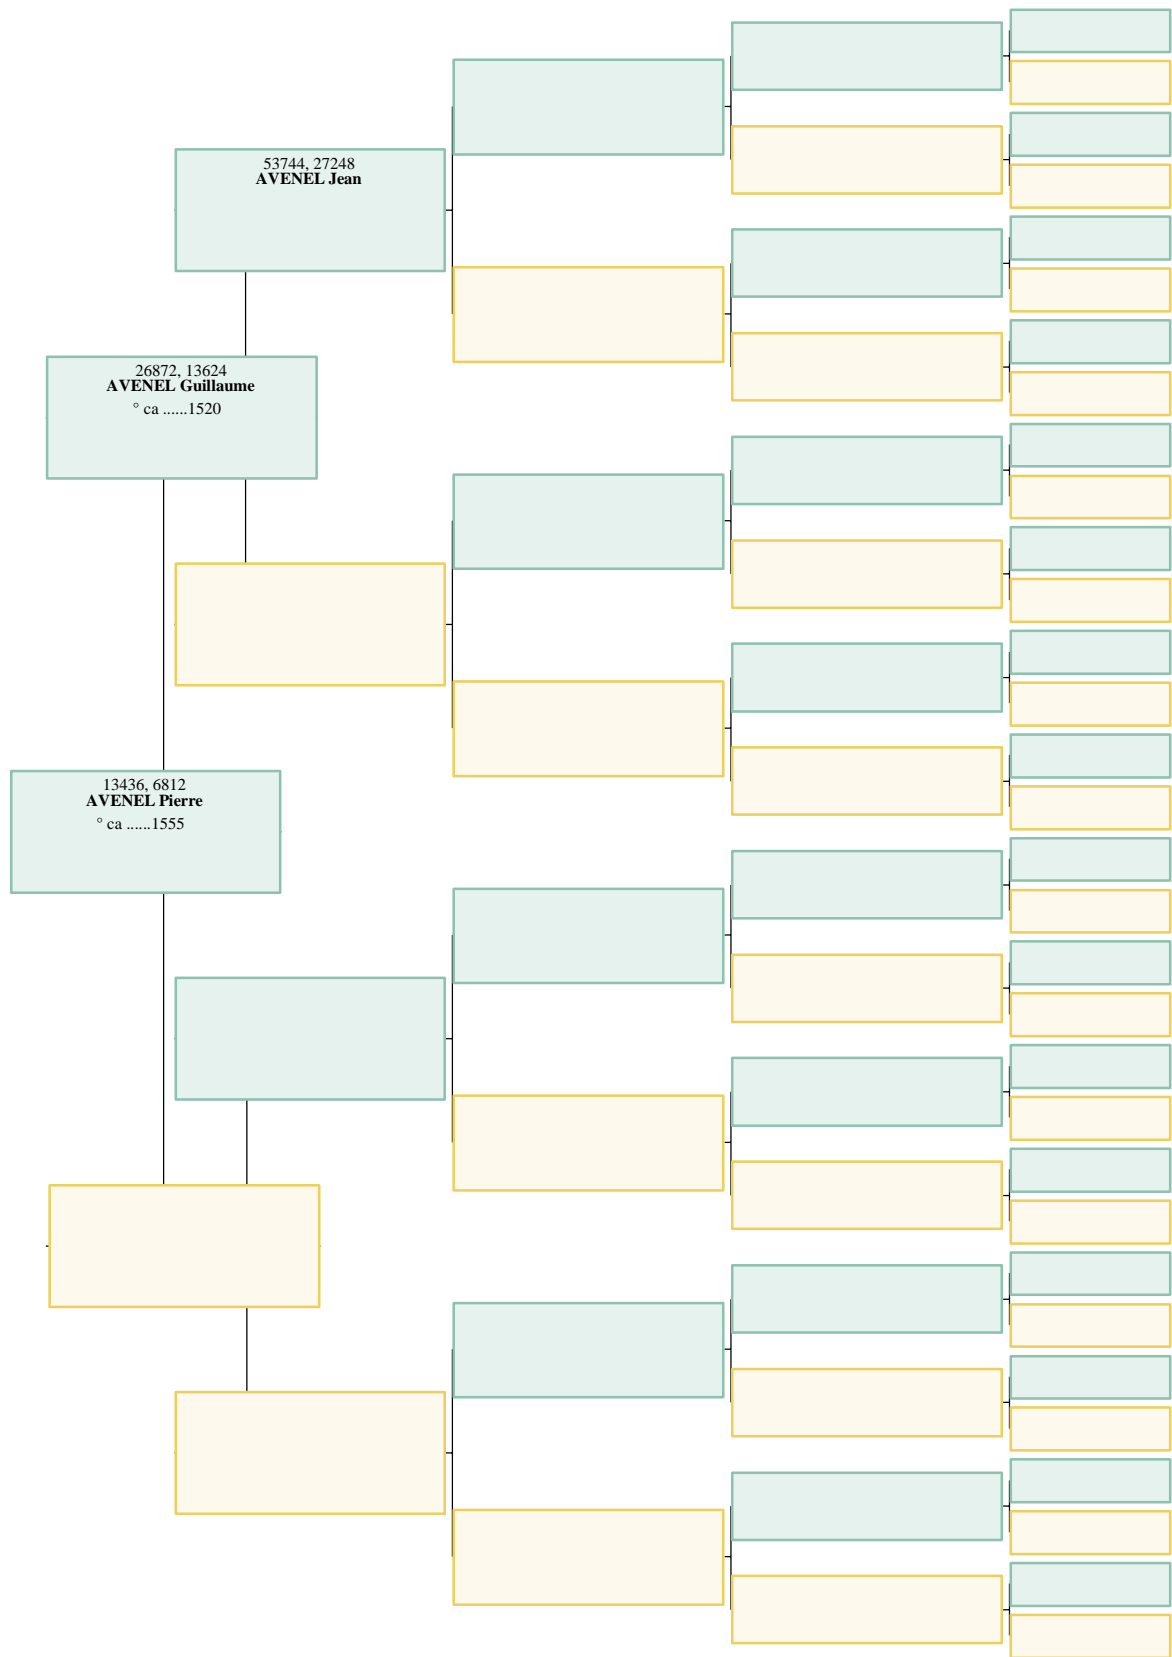 53744, 27248
AVENEL Jean
26872, 13624
AVENEL Guillaume
° ca ......1520
13436, 6812
AVENEL Pierre
° ca ......1555